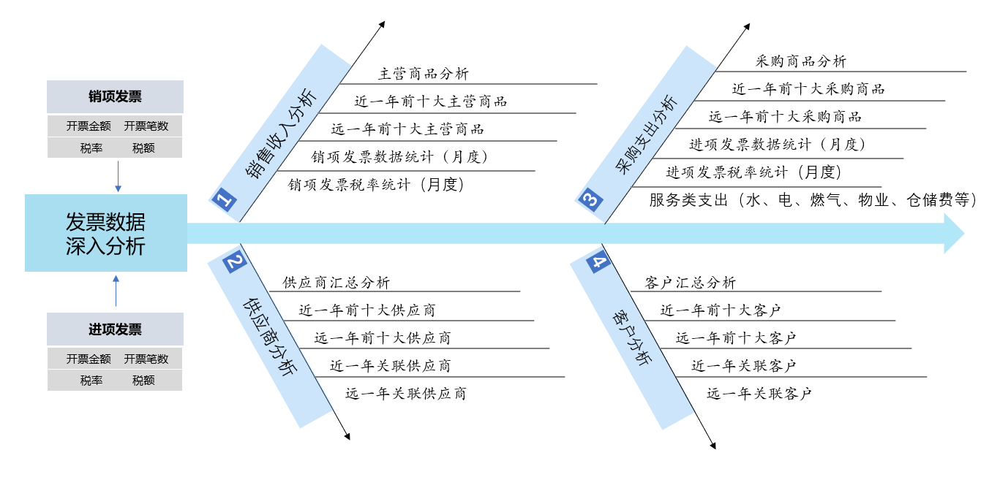 销项发票
开票金额 开票笔数
税率 税额
发票数据
深入分析
进项发票
开票金额 开票笔数
税率 税额
1
销售收入分析
主营商品分析
近一年前十大主营商品
远一年前十大主营商品
销项发票数据统计（月度）
销项发票税率统计（月度）
2
供应商分析
供应商汇总分析
近一年前十大供应商
远一年前十大供应商
近一年关联供应商
远一年关联供应商
3
采购支出分析
采购商品分析
近一年前十大采购商品
远一年前十大采购商品
进项发票数据统计（月度）
进项发票税率统计（月度）
服务类支出（水、电、燃气、物业、仓储费等）
4
客户分析
客户汇总分析
近一年前十大客户
远一年前十大客户
近一年关联客户
远一年关联客户